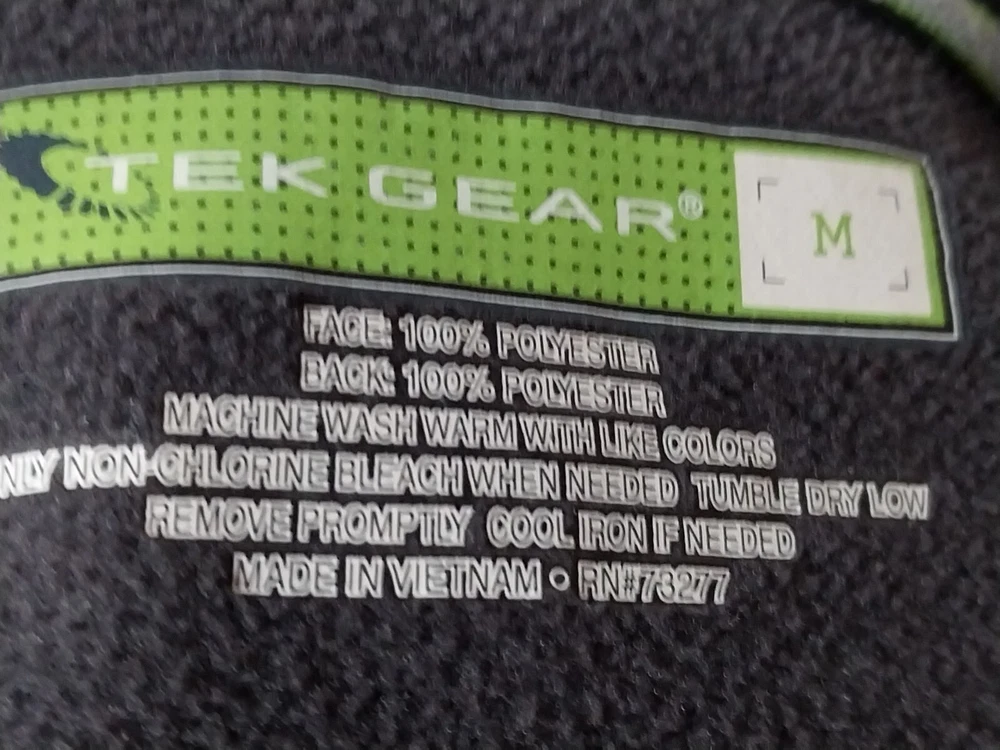 TEK GEAR®
M
FACE: 100% POLYESTER
BACK: 100% POLYESTER
MACHINE WASH WARM WITH LIKE COLORS
NLY NON-CHLORINE BLEACH WHEN NEEDED TUMBLE DRY LOW
REMOVE PROMPTLY COOL IRON IF NEEDED
MADE IN VIETNAM • RN#73277